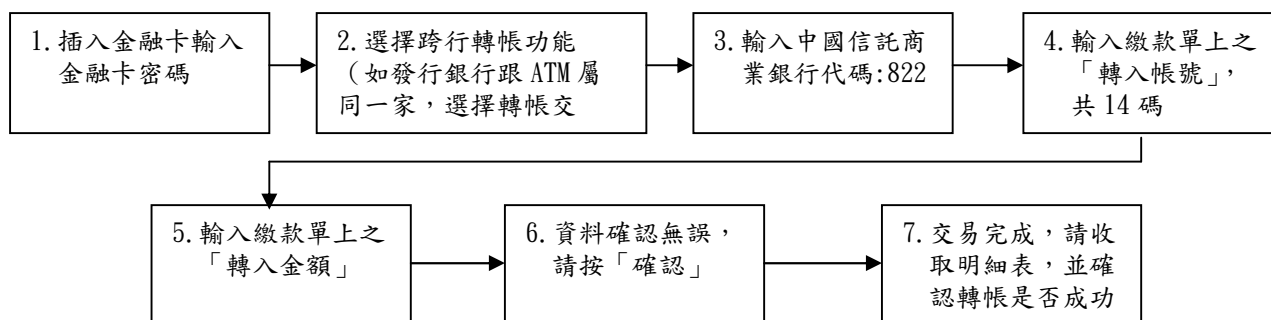 1.插入金融卡輸入
金融卡密碼
2.選擇跨行轉帳功能
（如發行銀行跟 ATM 屬
同一家，選擇轉帳交
3.輸入中國信託商
業銀行代碼:822
4.輸入繳款單上之
「轉入帳號」，
共 14 碼
5.輸入繳款單上之
「轉入金額」
6.資料確認無誤，
請按「確認」
7.交易完成，請收
取明細表，並確
認轉帳是否成功